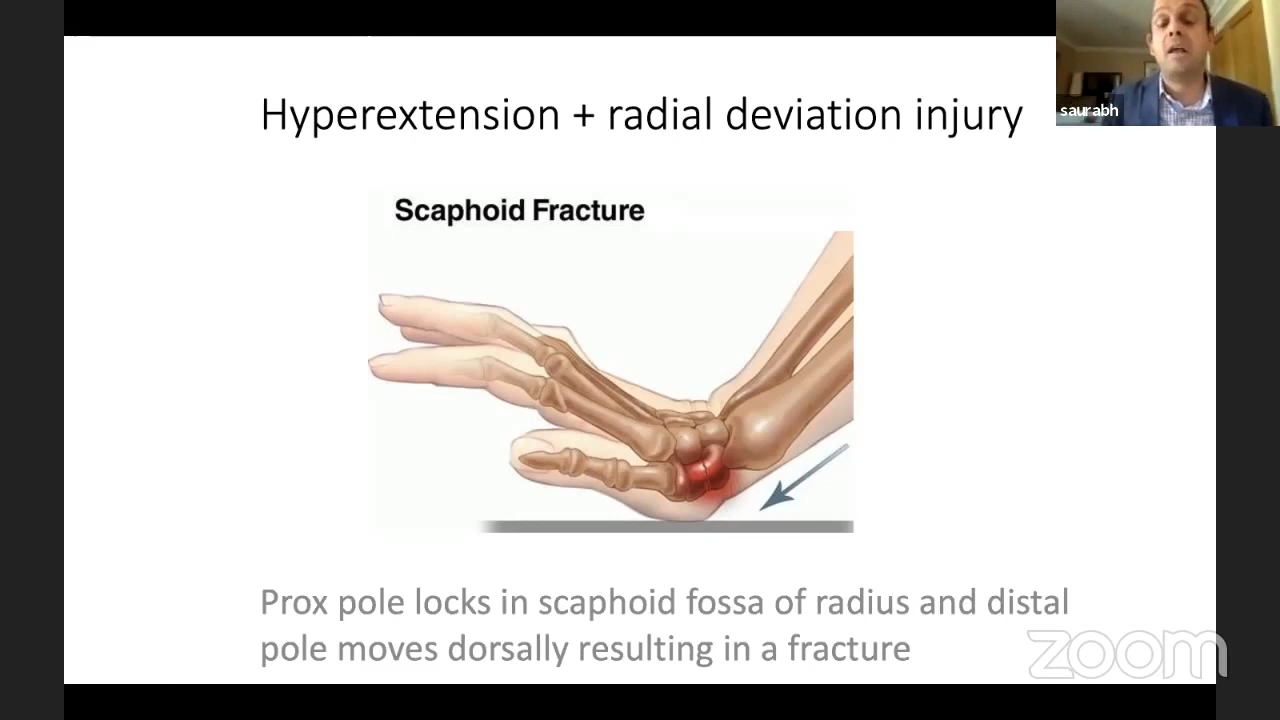 Hyperextension + radial deviation injury
saurabh
Scaphoid Fracture
Prox pole locks in scaphoid fossa of radius and distal
pole moves dorsally resulting in a fracture
zoom